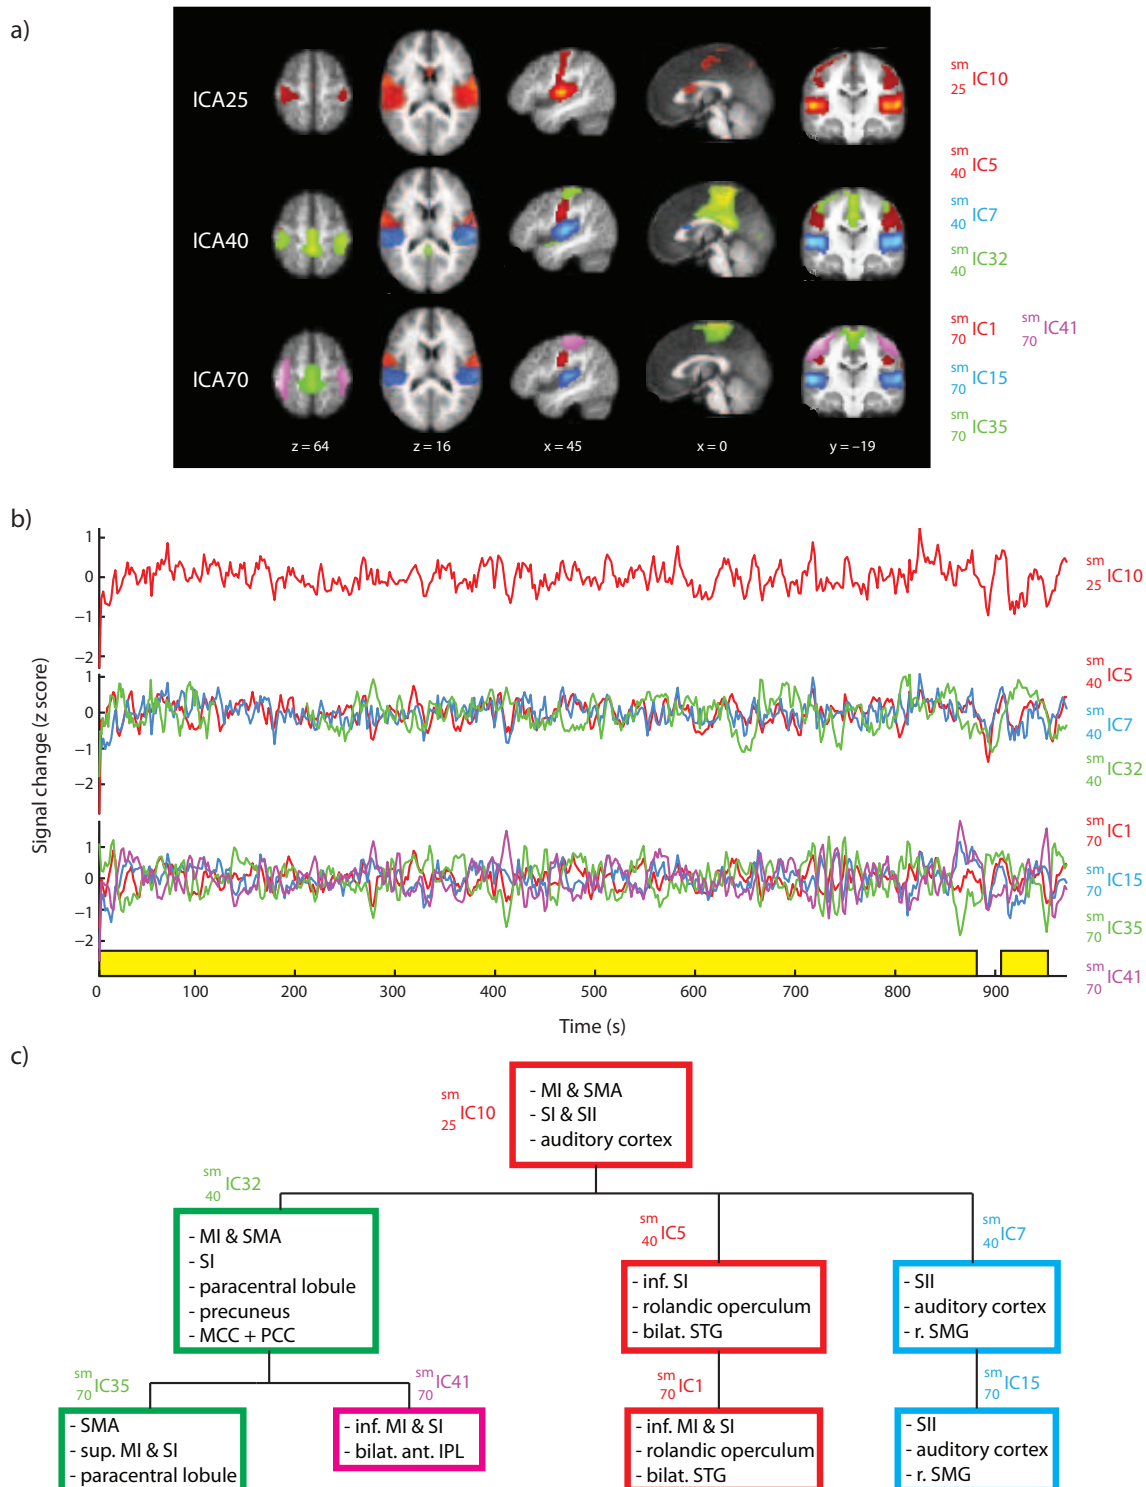 a)
ICA25
sm 25 IC10
ICA40
sm 40 IC5
sm 40 IC7
sm 40 IC32
ICA70
sm 70 IC1
sm 70 IC41
sm 70 IC15
sm 70 IC35
z = 64
z = 16
x = 45
x = 0
y = –19
b)
Signal change (z score)
1
0
−1
−2
sm 25 IC10
1
0
−1
−2
sm 40 IC5
sm 40 IC7
sm 40 IC32
1
0
−1
−2
sm 70 IC1
sm 70 IC15
sm 70 IC35
sm 70 IC41
0 100 200 300 400 500 600 700 800 900
Time (s)
c)
sm 25 IC10
- MI & SMA
- SI & SII
- auditory cortex
sm 40 IC32
- MI & SMA
- SI
- paracentral lobule
- precuneus
- MCC + PCC
sm 40 IC5
- inf. SI
- rolandic operculum
- bilat. STG
sm 40 IC7
- SII
- auditory cortex
- r. SMG
sm 70 IC35
- SMA
- sup. MI & SI
- paracentral lobule
sm 70 IC41
- inf. MI & SI
- bilat. ant. IPL
sm 70 IC1
- inf. MI & SI
- rolandic operculum
- bilat. STG
sm 70 IC15
- SII
- auditory cortex
- r. SMG